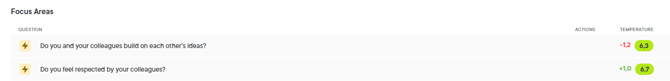 Focus Areas
QUESTION ACTIONS TEMPERATURE
Do you and your colleagues build on each other's ideas? -1,2 6,3
Do you feel respected by your colleagues? +1,0 6,7